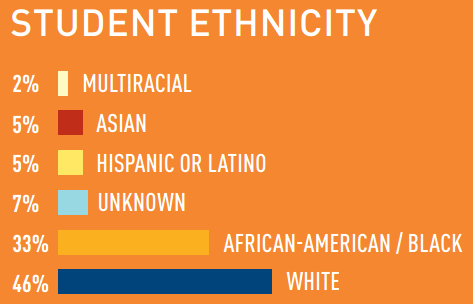 STUDENT ETHNICITY
2% MULTIRACIAL
5% ASIAN
5% HISPANIC OR LATINO
7% UNKNOWN
33% AFRICAN-AMERICAN / BLACK
46% WHITE